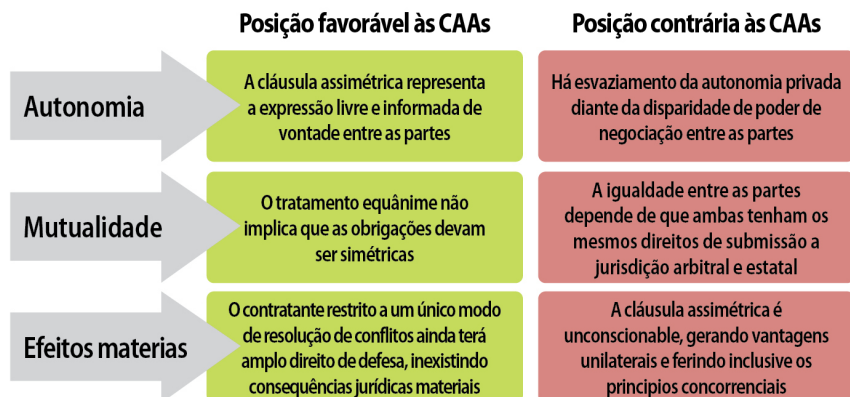 Posição favorável às CAAs
Posição contrária às CAAs
Autonomia
A cláusula assimétrica representa
a expressão livre e informada de
vontade entre as partes
Há esvaziamento da autonomia privada
diante da disparidade de poder de
negociação entre as partes
Mutualidade
O tratamento equânime não
implica que as obrigações devam
ser simétricas
A igualdade entre as partes
depende de que ambas tenham os
mesmos direitos de submissão a
jurisdição arbitral e estatal
Efeitos materias
O contratante restrito a um único modo
de resolução de conflitos ainda terá
amplo direito de defesa, inexistindo
consequências jurídicas materiais
A cláusula assimétrica é
unconscionable, gerando vantagens
unilaterais e ferindo inclusive os
principios concorrenciais